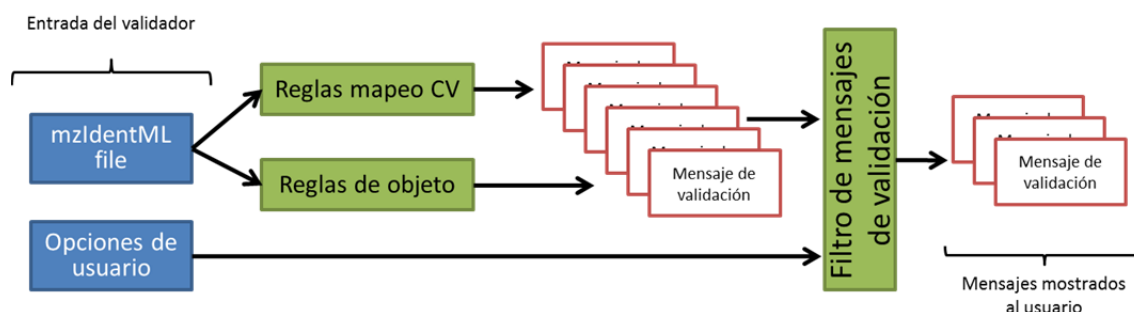 Entrada del validador
mzIdentML
file
Opciones de
usuario
Reglas mapeo CV
Reglas de objeto
Mensaje de
validación
Filtro de mensajes
de validación
Mensaje de
validación
Mensajes mostrados
al usuario